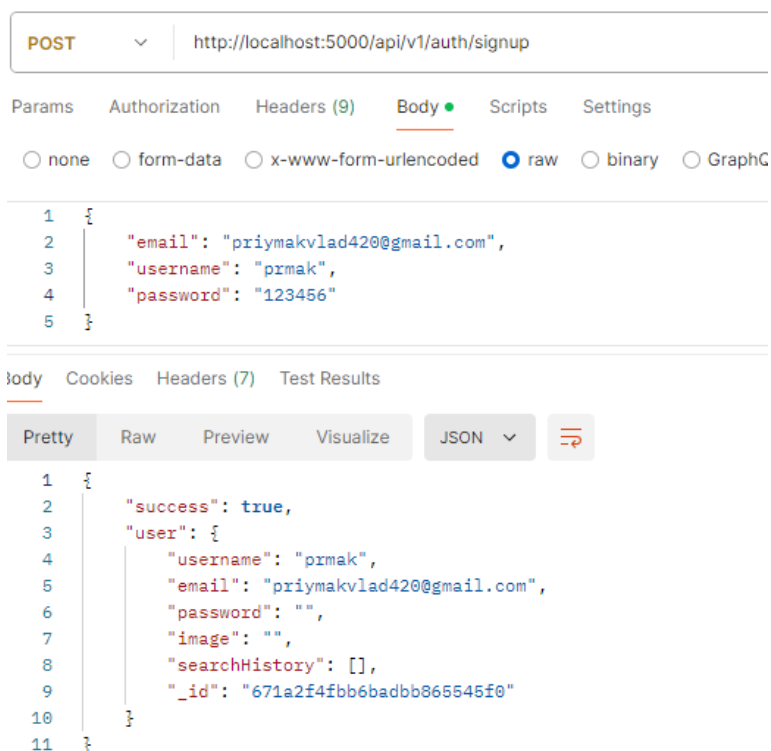 POST http://localhost:5000/api/v1/auth/signup
Params Authorization Headers (9) Body Scripts Settings
none form-data x-www-form-urlencoded raw binary GraphQ
1 {
2 "email": "priymakvlad420@gmail.com",
3 "username": "prmak",
4 "password": "123456"
5 }
Body Cookies Headers (7) Test Results
Pretty Raw Preview Visualize JSON
1 {
2 "success": true,
3 "user": {
4 "username": "prmak",
5 "email": "priymakvlad420@gmail.com",
6 "password": "",
7 "image": "",
8 "searchHistory": [],
9 "_id": "671a2f4fbb6badbb865545f0"
10 }
11 }